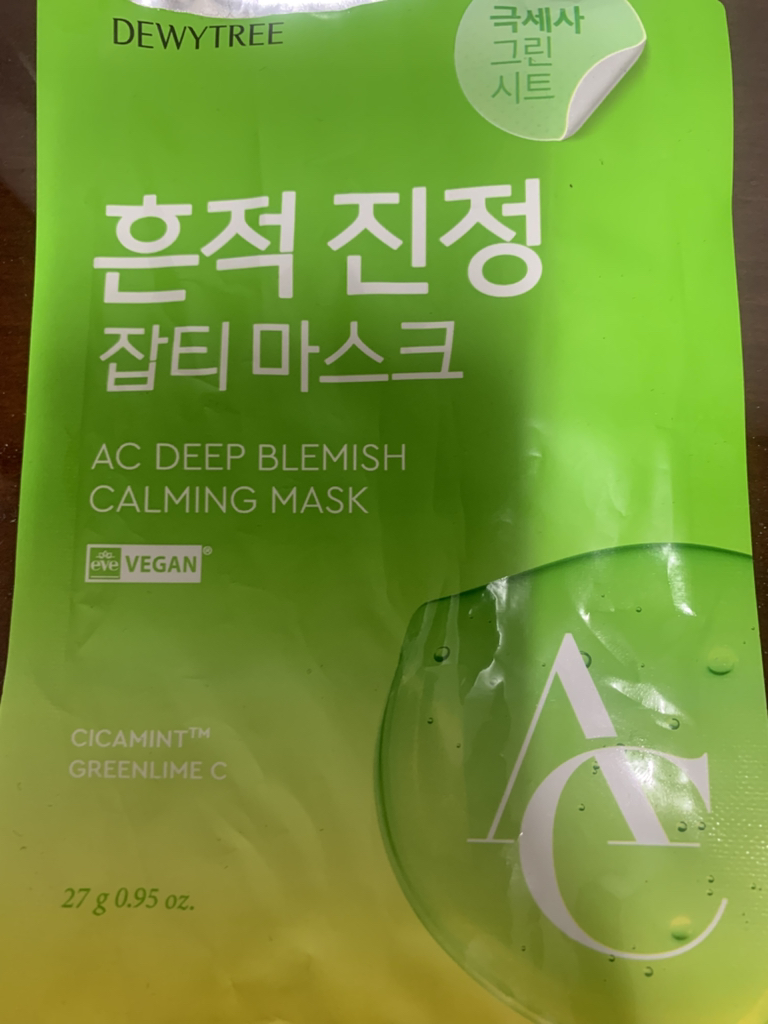 DEWYTREE
극세사
그린
시트
흔적 진정
잡티 마스크
AC DEEP BLEMISH
CALMING MASK
eve VEGAN®
CICAMINT™
GREENLIME C
27 g 0.95 oz.
AC